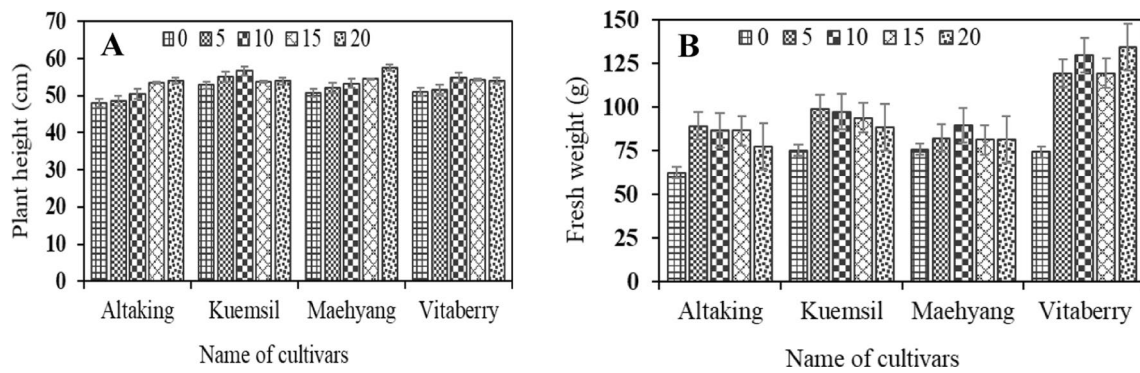 A
0 5 10 15 20
Plant height (cm)
70
60
50
40
30
20
10
0
Altaking Kuemsil Maehyang Vitaberry
Name of cultivars
B
0 5 10 15 20
Fresh weight (g)
150
125
100
75
50
25
0
Altaking Kuemsil Maehyang Vitaberry
Name of cultivars